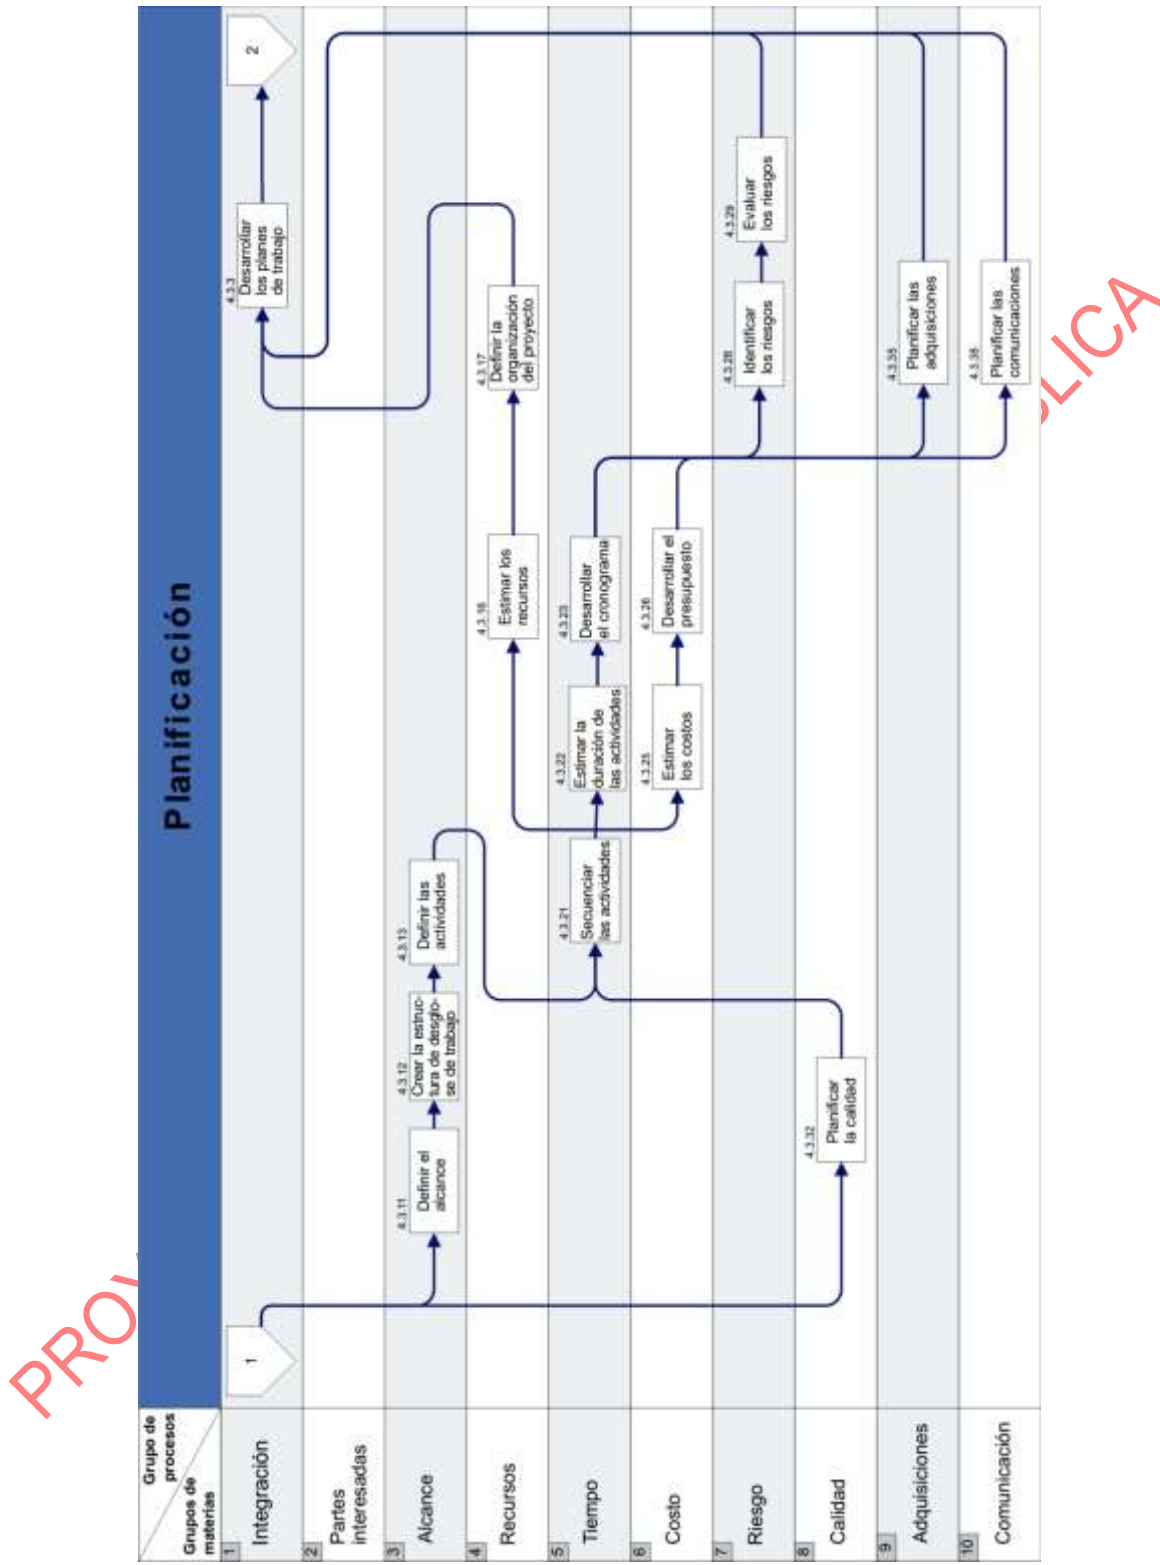 Planificación
Grupo de
procesos
Grupos de
materias
1
Integración
1
4.3.3
Desarrollar
los planes
de trabajo
2
2
Partes
interesadas
3
Alcance
4.3.11
Definir el
alcance
4.3.12
Crear la estruc-
tura de desglo-
se de trabajo
4.3.13
Definir las
actividades
4
Recursos
4.3.16
Estimar los
recursos
4.3.17
Definir la
organización
del proyecto
5
Tiempo
4.3.21
Secuenciar
las actividades
4.3.22
Estimar la
duración de
las actividades
4.3.23
Desarrollar
el cronograma
6
Costo
4.3.25
Estimar
los costos
4.3.26
Desarrollar el
presupuesto
7
Riesgo
4.3.28
Identificar
los riesgos
4.3.29
Evaluar
los riesgos
8
Calidad
4.3.32
Planificar
la calidad
9
Adquisiciones
4.3.35
Planificar las
adquisiciones
10
Comunicación
4.3.38
Planificar las
comunicaciones